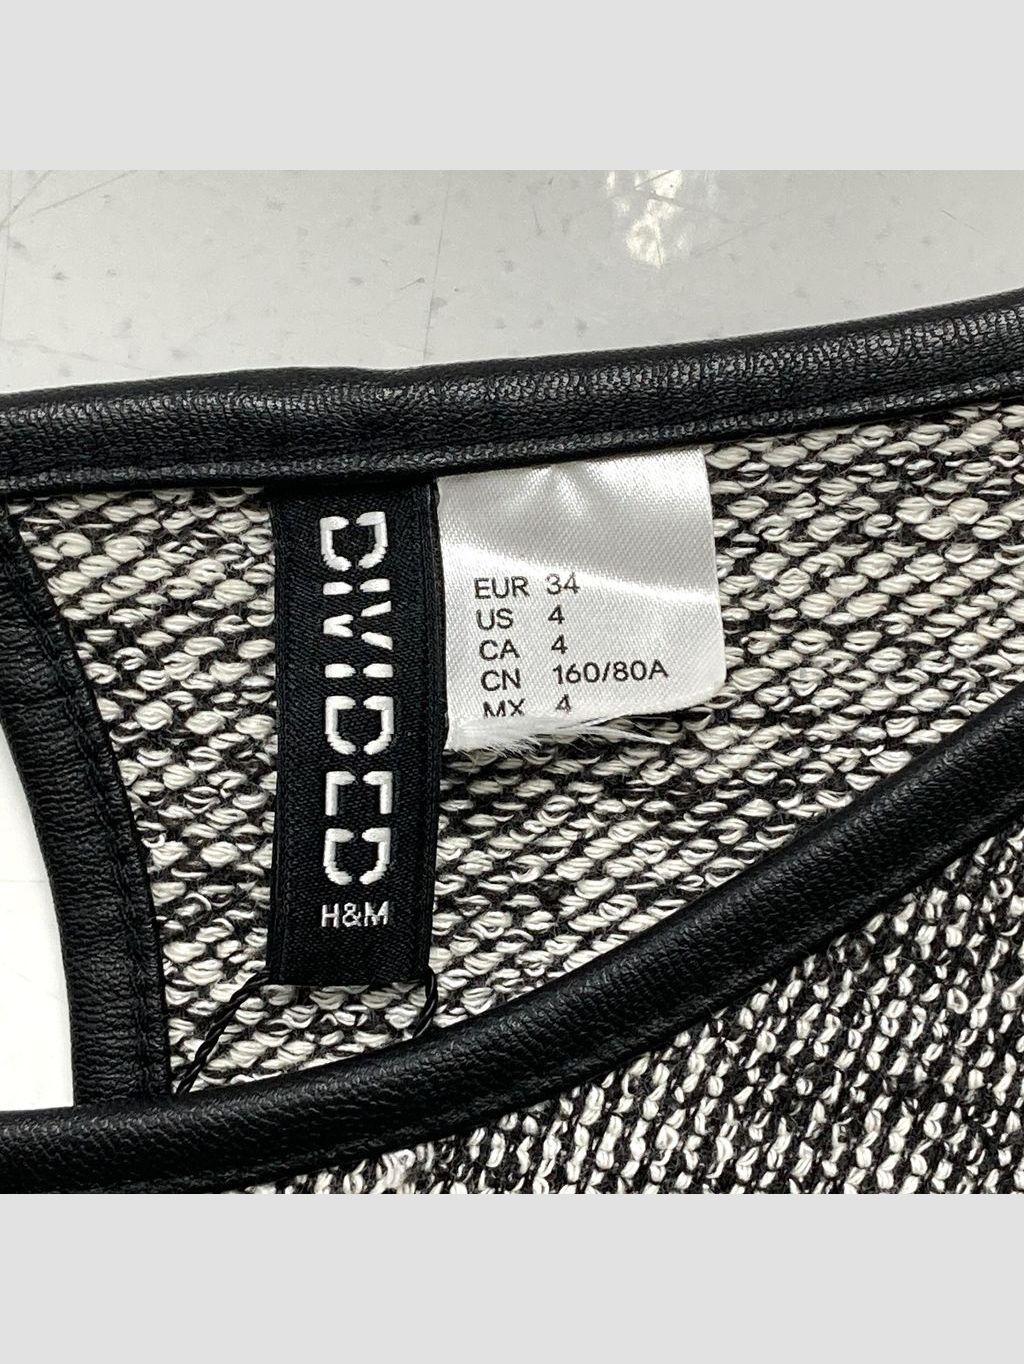 DIVIDED
H&M
EUR 34
US 4
CA 4
CN 160/80A
MX 4